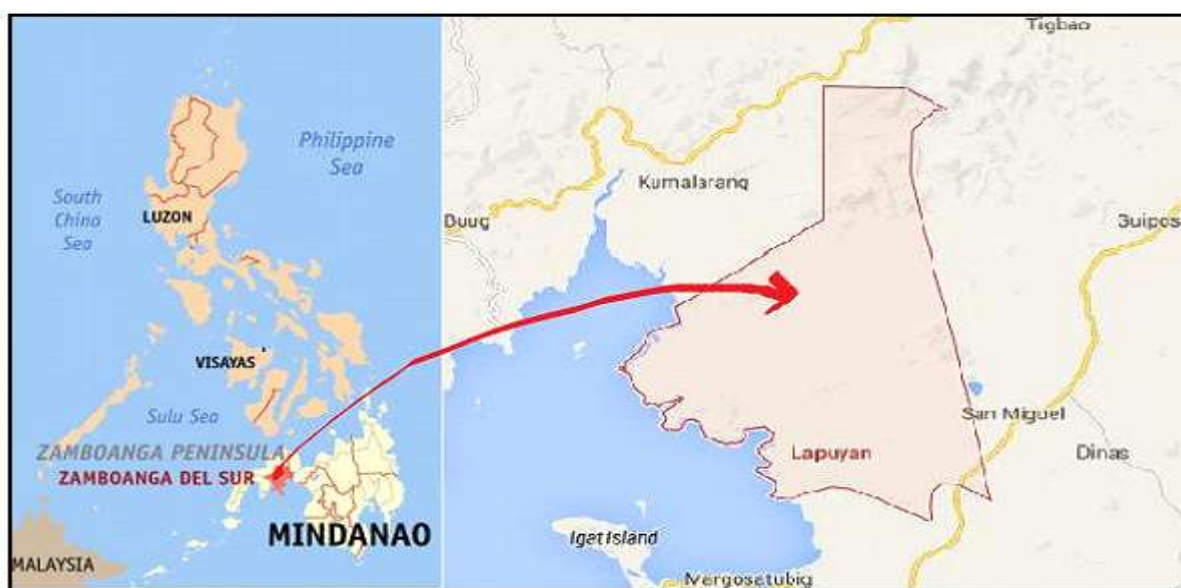 Philippine
Sea
South
China
Sea
LUZON
VISAYAS
Sulu Sea
ZAMBOANGA PENINSULA
ZAMBOANGA DEL SUR
MINDANAO
MALAYSIA
Tigbao
Kumalarang
Buug
Guipos
San Miguel
Lapuyan
Dinas
Igat Island
Margosatubig